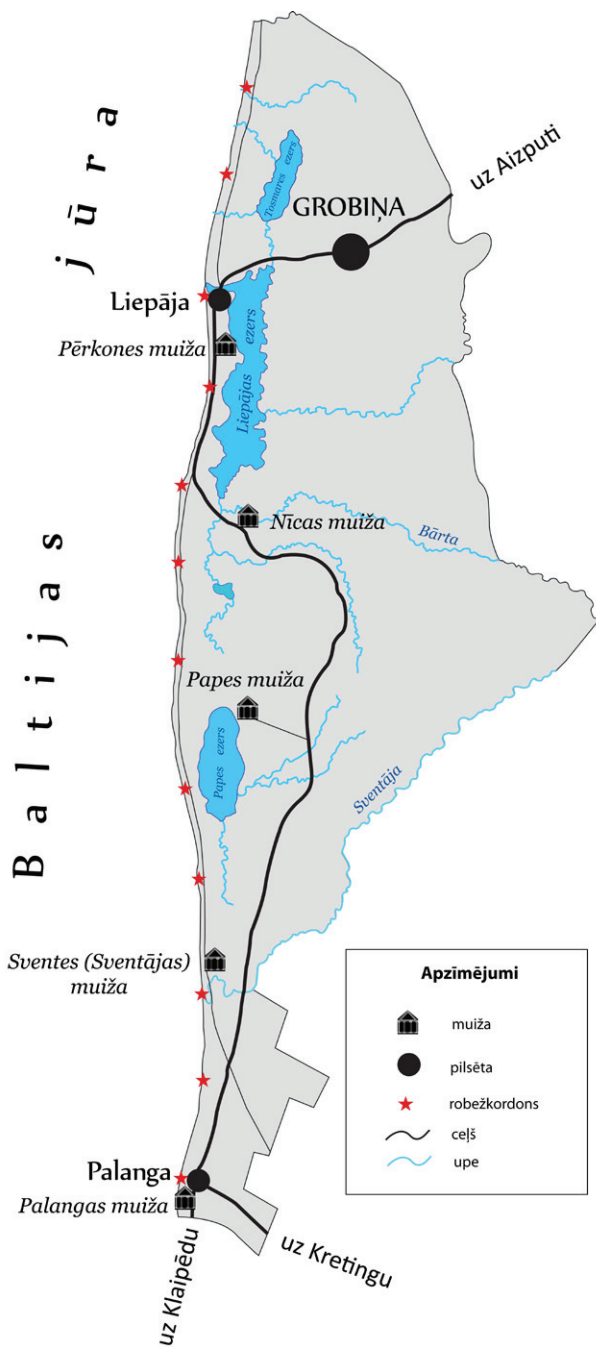 Baltijas jūra
uz Aizputi
Tosmares ezers
GROBIŅA
Liepāja
Pērkones muiža
Liepājas ezers
Nīcas muiža
Bārta
Papes muiža
Papes ezers
Sventāja
Sventes (Sventājas)
muiža
Palanga
Palangas muiža
uz Klaipēdu
uz Kretingu
Apzīmējumi
muiža
pilsēta
robežkordons
ceļš
upe